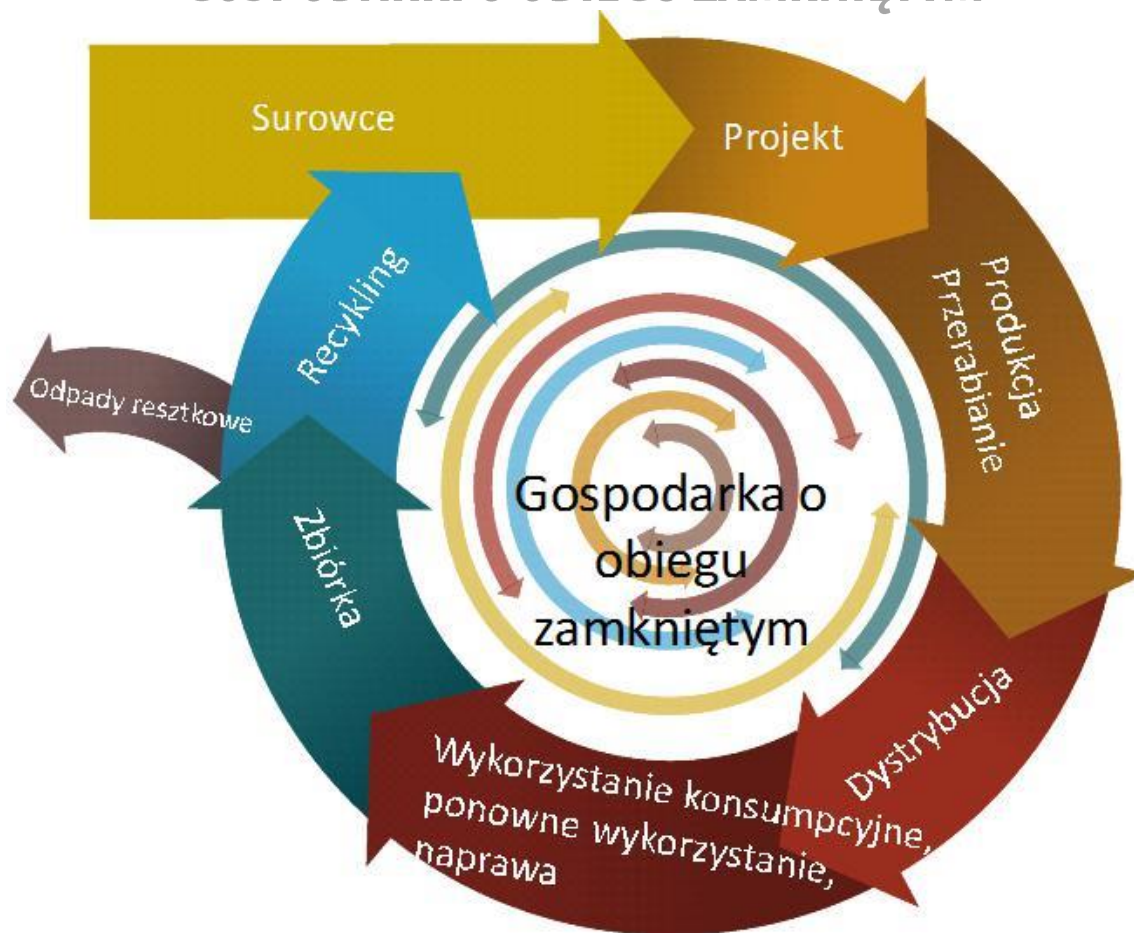 Surowce
Projekt
Produkcja
Przerabianie
Dystrybucja
Wykorzystanie konsumpcyjne,
ponowne wykorzystanie,
naprawa
Zbiórka
Recykling
Odpady resztkowe
Gospodarka o
obiegu
zamkniętym